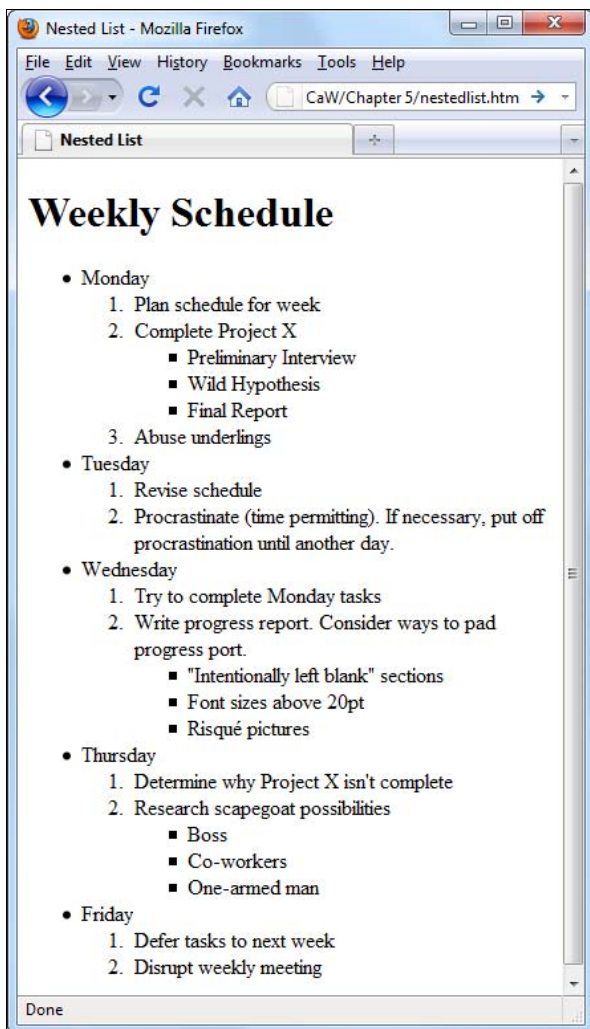 Nested List - Mozilla Firefox
File Edit View History Bookmarks Tools Help
CaW/Chapter 5/nestedlist.htm
Nested List
Weekly Schedule
• Monday
1. Plan schedule for week
2. Complete Project X
▪ Preliminary Interview
▪ Wild Hypothesis
▪ Final Report
3. Abuse underlings
• Tuesday
1. Revise schedule
2. Procrastinate (time permitting). If necessary, put off
procrastination until another day.
• Wednesday
1. Try to complete Monday tasks
2. Write progress report. Consider ways to pad
progress port.
▪ "Intentionally left blank" sections
▪ Font sizes above 20pt
▪ Risqué pictures
• Thursday
1. Determine why Project X isn't complete
2. Research scapegoat possibilities
▪ Boss
▪ Co-workers
▪ One-armed man
• Friday
1. Defer tasks to next week
2. Disrupt weekly meeting
Done